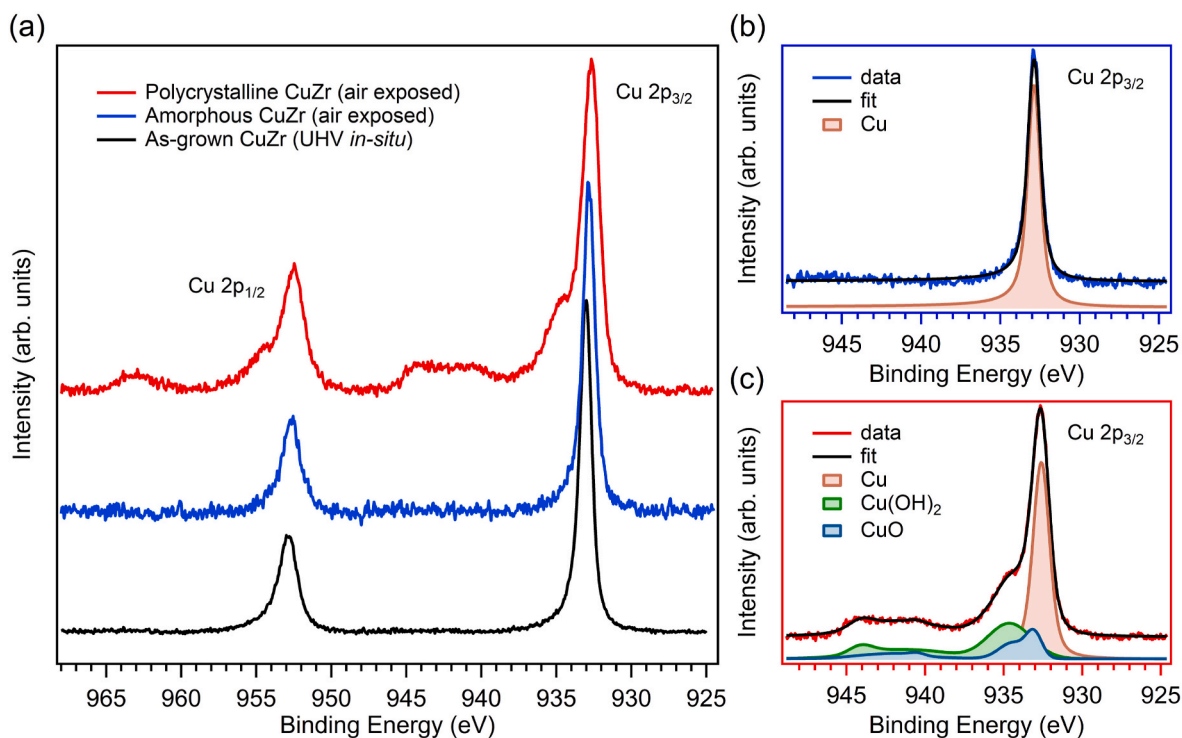 (a)
Polycrystalline CuZr (air exposed)
Amorphous CuZr (air exposed)
As-grown CuZr (UHV in-situ)
Cu 2p3/2
Cu 2p1/2
Intensity (arb. units)
965 960 955 950 945 940 935 930 925
Binding Energy (eV)
(b)
data
fit
Cu
Cu 2p3/2
Intensity (arb. units)
945 940 935 930 925
Binding Energy (eV)
(c)
data
fit
Cu
Cu(OH)2
CuO
Cu 2p3/2
Intensity (arb. units)
945 940 935 930 925
Binding Energy (eV)